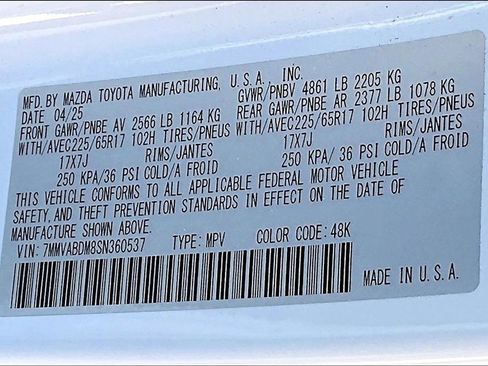 MFD. BY MAZDA TOYOTA MANUFACTURING, U.S.A., INC.
DATE 04/25 GVWR/PNBV 4861 LB 2205 KG
FRONT GAWR/PNBE AV 2566 LB 1164 KG REAR GAWR/PNBE AR 2377 LB 1078 KG
WITH/AVEC225/65R17 102H TIRES/PNEUS WITH/AVEC225/65R17 102H TIRES/PNEUS
17X7J RIMS/JANTES 17X7J RIMS/JANTES
250 KPA/36 PSI COLD/A FROID 250 KPA/ 36 PSI COLD/A FROID
THIS VEHICLE CONFORMS TO ALL APPLICABLE FEDERAL MOTOR VEHICLE
SAFETY, AND THEFT PREVENTION STANDARDS IN EFFECT ON THE DATE OF
MANUFACTURE SHOWN ABOVE.
VIN: 7MMVABDM8SN360537 TYPE: MPV COLOR CODE: 48K
MADE IN U.S.A.